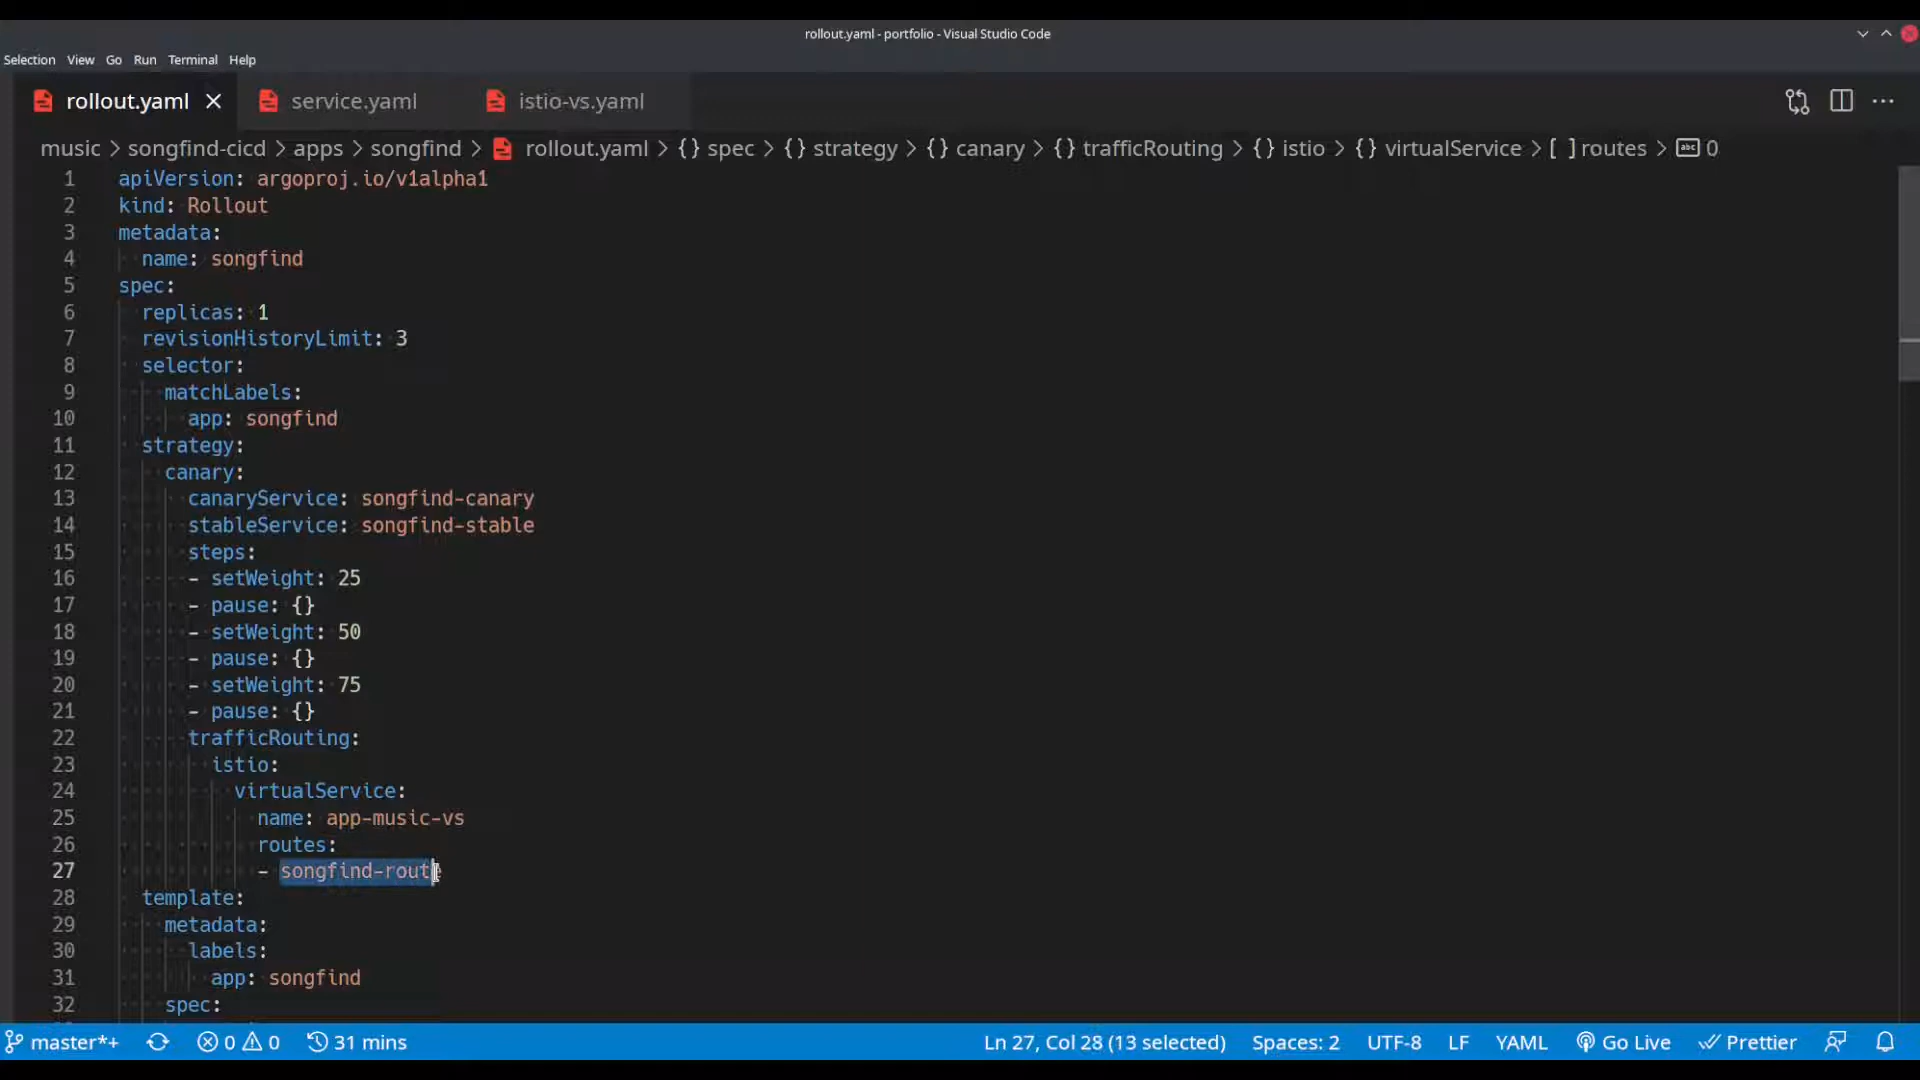 rollout.yaml - portfolio - Visual Studio Code
Selection View Go Run Terminal Help
rollout.yaml service.yaml istio-vs.yaml
music > songfind-cicd > apps > songfind > rollout.yaml > {} spec > {} strategy > {} canary > {} trafficRouting > {} istio > {} virtualService > [ ] routes > abc 0
1 apiVersion: argoproj.io/v1alpha1
2 kind: Rollout
3 metadata:
4 name: songfind
5 spec:
6 replicas: 1
7 revisionHistoryLimit: 3
8 selector:
9 matchLabels:
10 app: songfind
11 strategy:
12 canary:
13 canaryService: songfind-canary
14 stableService: songfind-stable
15 steps:
16 - setWeight: 25
17 - pause: {}
18 - setWeight: 50
19 - pause: {}
20 - setWeight: 75
21 - pause: {}
22 trafficRouting:
23 istio:
24 virtualService:
25 name: app-music-vs
26 routes:
27 - songfind-route
28 template:
29 metadata:
30 labels:
31 app: songfind
32 spec:
master*+ 0 0 31 mins Ln 27, Col 28 (13 selected) Spaces: 2 UTF-8 LF YAML Go Live Prettier